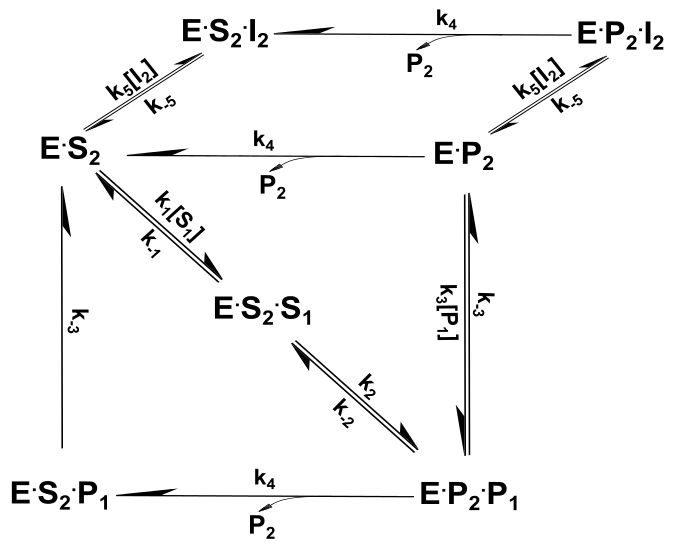 E·S₂·I₂
k₄
P₂
E·P₂·I₂
k₅[I₂]
k₋₅
k₅[I₂]
k₋₅
E·S₂
k₄
P₂
E·P₂
k₁[S₁]
k₋₁
E·S₂·S₁
k₋₃
k₃[P₁]
k₋₃
k₂
k₋₂
E·S₂·P₁
k₄
P₂
E·P₂·P₁